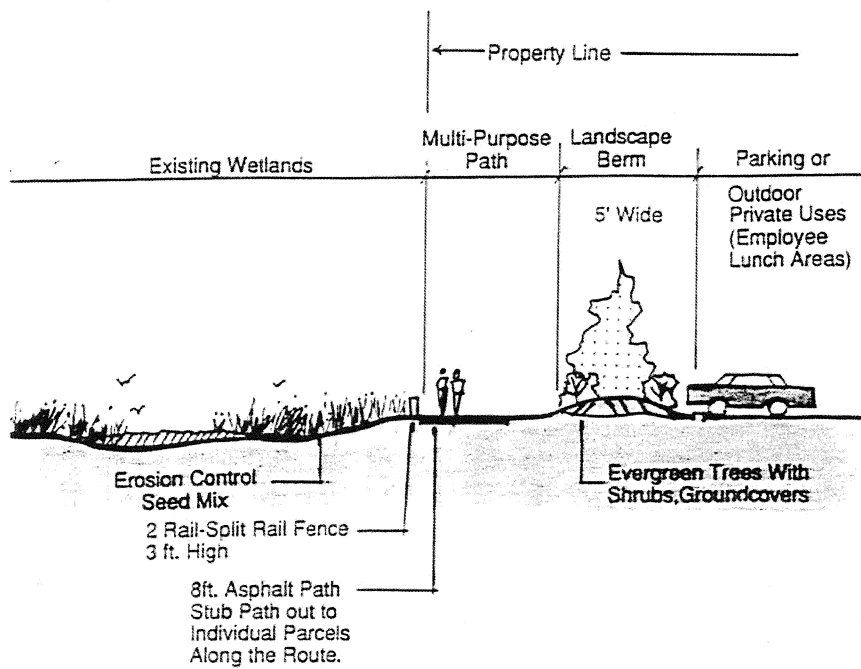 Property Line
Existing Wetlands
Multi-Purpose
Path
Landscape
Berm
Parking or
Outdoor
Private Uses
(Employee
Lunch Areas)
5' Wide
Erosion Control
Seed Mix
2 Rail-Split Rail Fence
3 ft. High
8ft. Asphalt Path
Stub Path out to
Individual Parcels
Along the Route.
Evergreen Trees With
Shrubs,Groundcovers